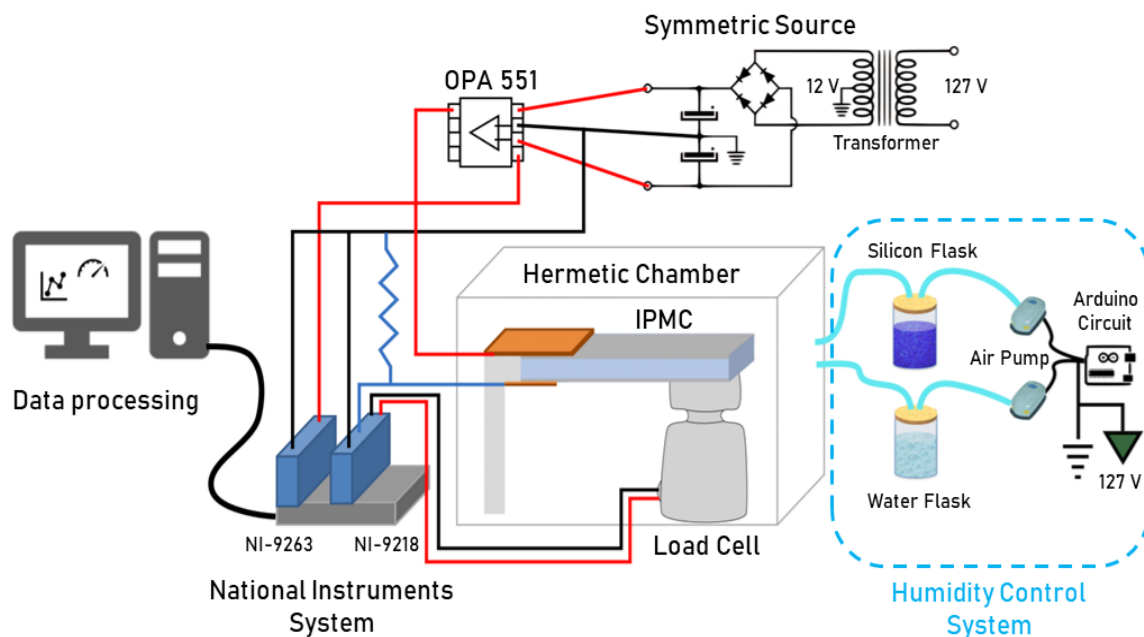 Symmetric Source
OPA 551
12 V
127 V
Transformer
Data processing
Hermetic Chamber
IPMC
Load Cell
NI-9263
NI-9218
National Instruments
System
Silicon Flask
Arduino
Circuit
Air Pump
Water Flask
127 V
Humidity Control
System